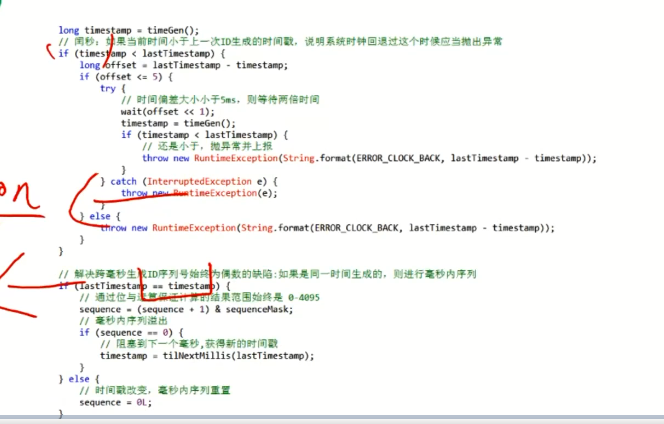 long timestamp = timeGen();
// 闰秒：如果当前时间小于上一次ID生成的时间戳，说明系统时钟回退过这个时候应当抛出异常
if (timestamp < lastTimestamp) {
long offset = lastTimestamp - timestamp;
if (offset <= 5) {
try {
// 时间偏差大小小于5ms，则等待两倍时间
wait(offset << 1);
timestamp = timeGen();
if (timestamp < lastTimestamp) {
// 还是小于，抛异常并上报
throw new RuntimeException(String.format(ERROR_CLOCK_BACK, lastTimestamp - timestamp));
}
} catch (InterruptedException e) {
throw new RuntimeException(e);
}
} else {
throw new RuntimeException(String.format(ERROR_CLOCK_BACK, lastTimestamp - timestamp));
}
}
// 解决跨毫秒生成ID序列号始终为偶数的缺陷:如果是同一时间生成的，则进行毫秒内序列
if (lastTimestamp == timestamp) {
// 通过位与运算保证计算的结果范围始终是 0-4095
sequence = (sequence + 1) & sequenceMask;
// 毫秒内序列溢出
if (sequence == 0) {
// 阻塞到下一个毫秒,获得新的时间戳
timestamp = tilNextMillis(lastTimestamp);
}
} else {
// 时间戳改变，毫秒内序列重置
sequence = 0L;
}